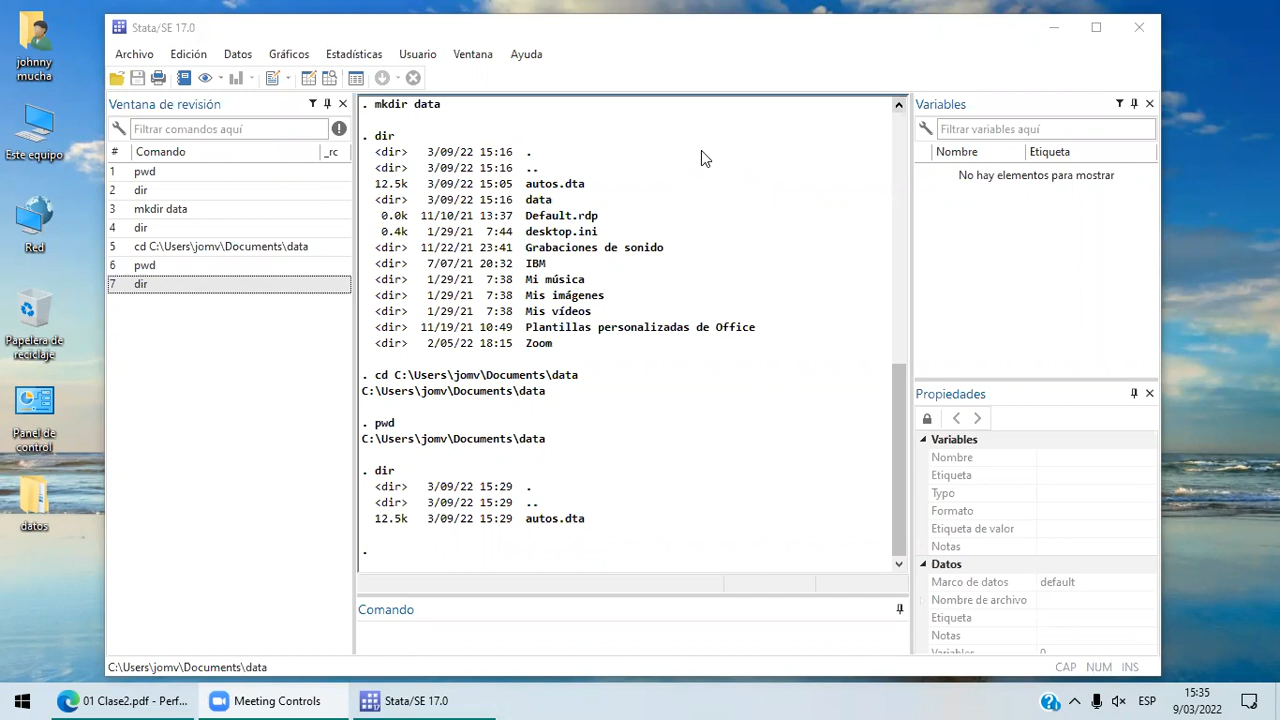 johnny
mucha
Este equipo
Red
Papelera de
reciclaje
Panel de
control
datos
Stata/SE 17.0
Archivo Edición Datos Gráficos Estadísticas Usuario Ventana Ayuda
Ventana de revisión
Filtrar comandos aquí
# Comando _rc
1 pwd
2 dir
3 mkdir data
4 dir
5 cd C:\Users\jomv\Documents\data
6 pwd
7 dir
. mkdir data
. dir
<dir> 3/09/22 15:16 .
<dir> 3/09/22 15:16 ..
12.5k 3/09/22 15:05 autos.dta
<dir> 3/09/22 15:16 data
0.0k 11/10/21 13:37 Default.rdp
0.4k 1/29/21 7:44 desktop.ini
<dir> 11/22/21 23:41 Grabaciones de sonido
<dir> 7/07/21 20:32 IBM
<dir> 1/29/21 7:38 Mi música
<dir> 1/29/21 7:38 Mis imágenes
<dir> 1/29/21 7:38 Mis vídeos
<dir> 11/19/21 10:49 Plantillas personalizadas de Office
<dir> 2/05/22 18:15 Zoom
. cd C:\Users\jomv\Documents\data
C:\Users\jomv\Documents\data
. pwd
C:\Users\jomv\Documents\data
. dir
<dir> 3/09/22 15:29 .
<dir> 3/09/22 15:29 ..
12.5k 3/09/22 15:29 autos.dta
.
Comando
Variables
Filtrar variables aquí
Nombre Etiqueta
No hay elementos para mostrar
Propiedades
Variables
Nombre
Etiqueta
Typo
Formato
Etiqueta de valor
Notas
Datos
Marco de datos default
Nombre de archivo
Etiqueta
Notas
Variables 0
C:\Users\jomv\Documents\data
CAP NUM INS
01 Clase2.pdf - Perf...
Meeting Controls
Stata/SE 17.0
ESP
15:35
9/03/2022